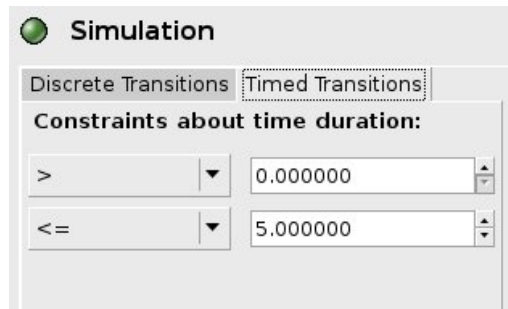 Simulation
Discrete Transitions Timed Transitions
Constraints about time duration:
> 0.000000
<= 5.000000